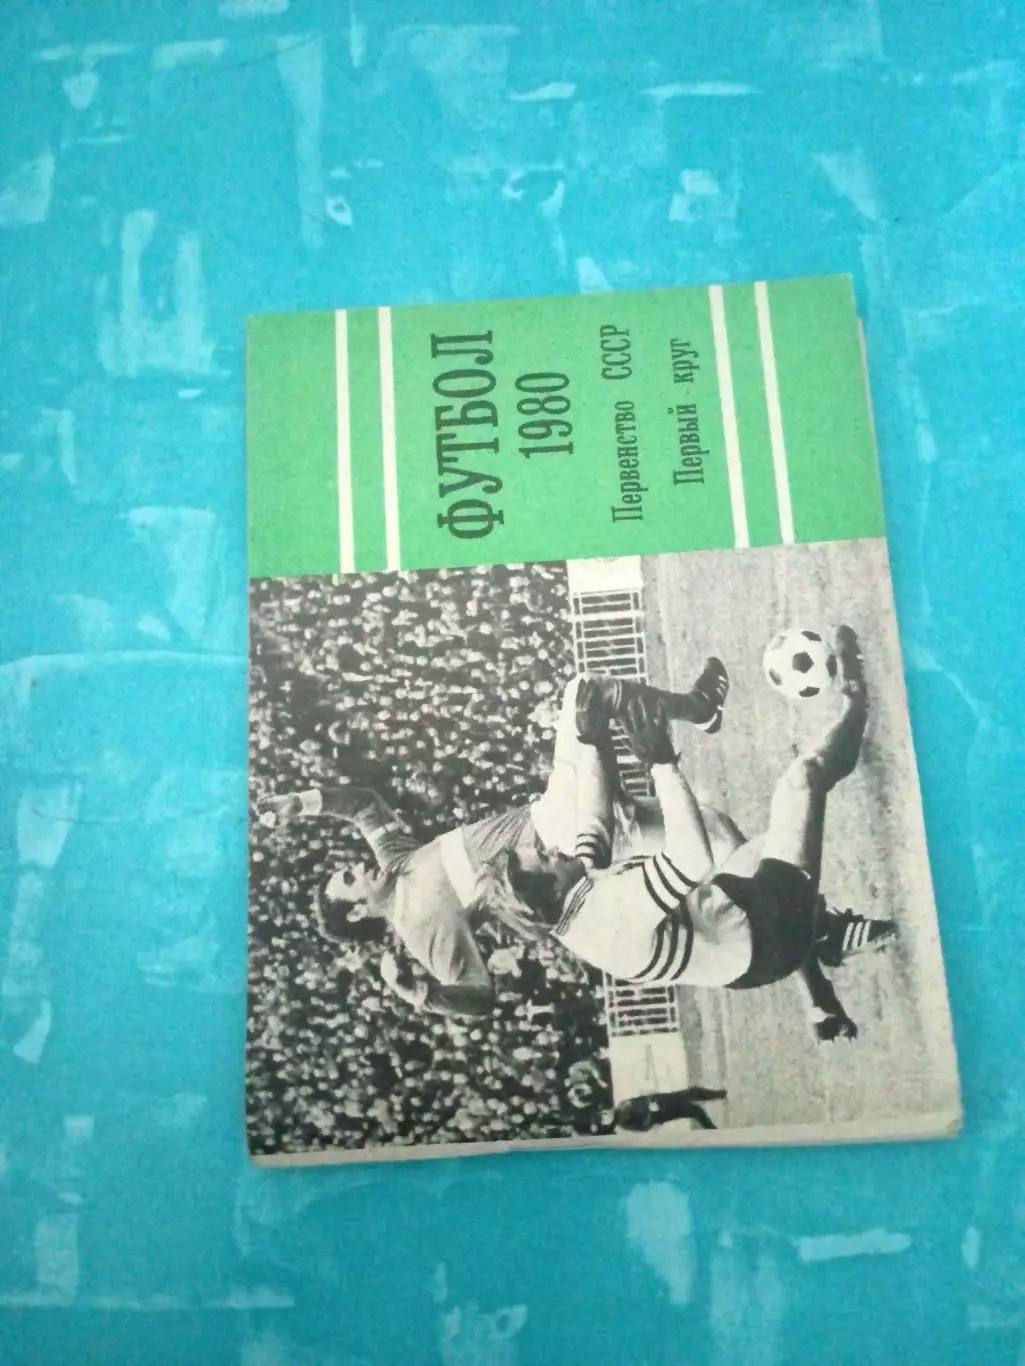 ФУТБОЛ
1980
Первенство СССР
Первый круг